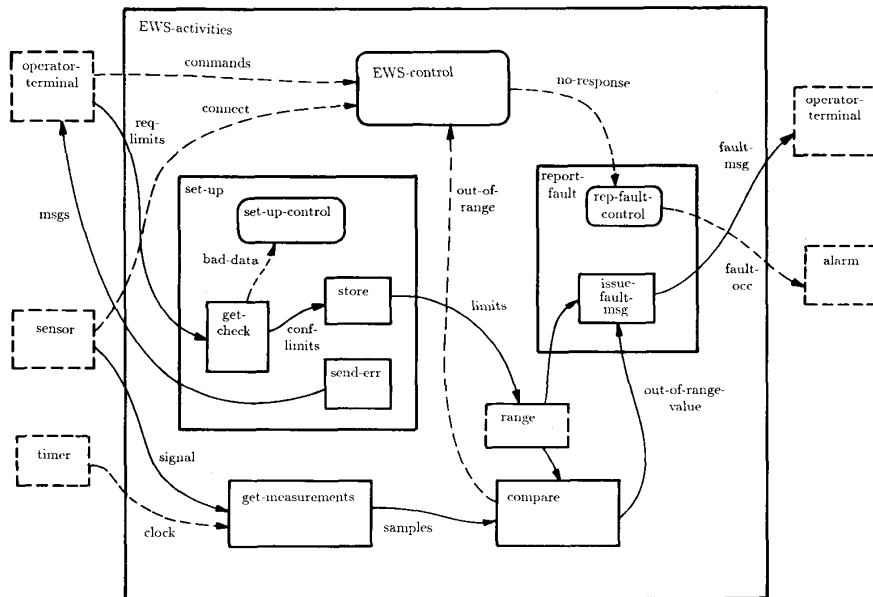 EWS-activities
operator-
terminal
commands
EWS-control
no-response
operator-
terminal
connect
req-
limits
fault-
msg
set-up
out-of-
range
report-
fault
rep-fault-
control
set-up-control
msgs
bad-data
store
limits
issue-
fault-
msg
fault-
occ
alarm
sensor
get-
check
conf-
limits
send-err
range
out-of-range-
value
timer
signal
get-measurements
compare
clock
samples